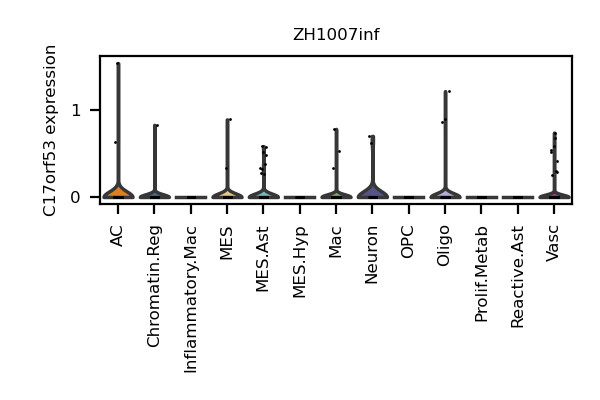 ZH1007inf
C17orf53 expression
1
0
AC
Chromatin.Reg
Inflammatory.Mac
MES
MES.Ast
MES.Hyp
Mac
Neuron
OPC
Oligo
Prolif.Metab
Reactive.Ast
Vasc